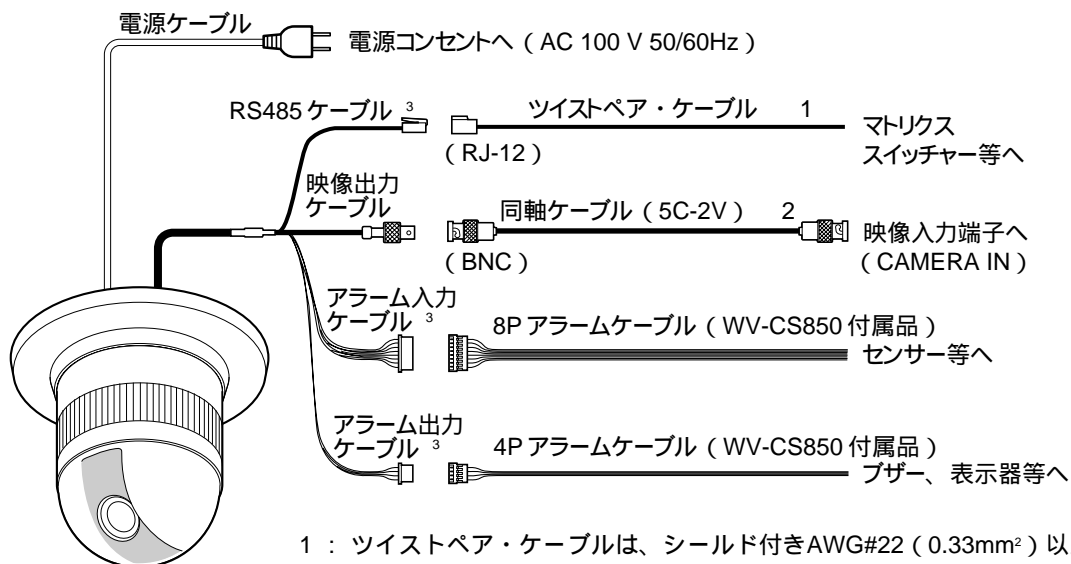 電源ケーブル
電源コンセントへ（AC 100 V 50/60Hz）
RS485 ケーブル 3
ツイストペア・ケーブル 1
（RJ-12）
マトリクス
スイッチャー等へ
映像出力
ケーブル
同軸ケーブル（5C-2V） 2
（BNC）
映像入力端子へ
（CAMERA IN）
アラーム入力
ケーブル 3
8P アラームケーブル（WV-CS850 付属品）
センサー等へ
アラーム出力
ケーブル 3
4P アラームケーブル（WV-CS850 付属品）
ブザー、表示器等へ
1 : ツイストペア・ケーブルは、シールド付きAWG#22（0.33mm²）以